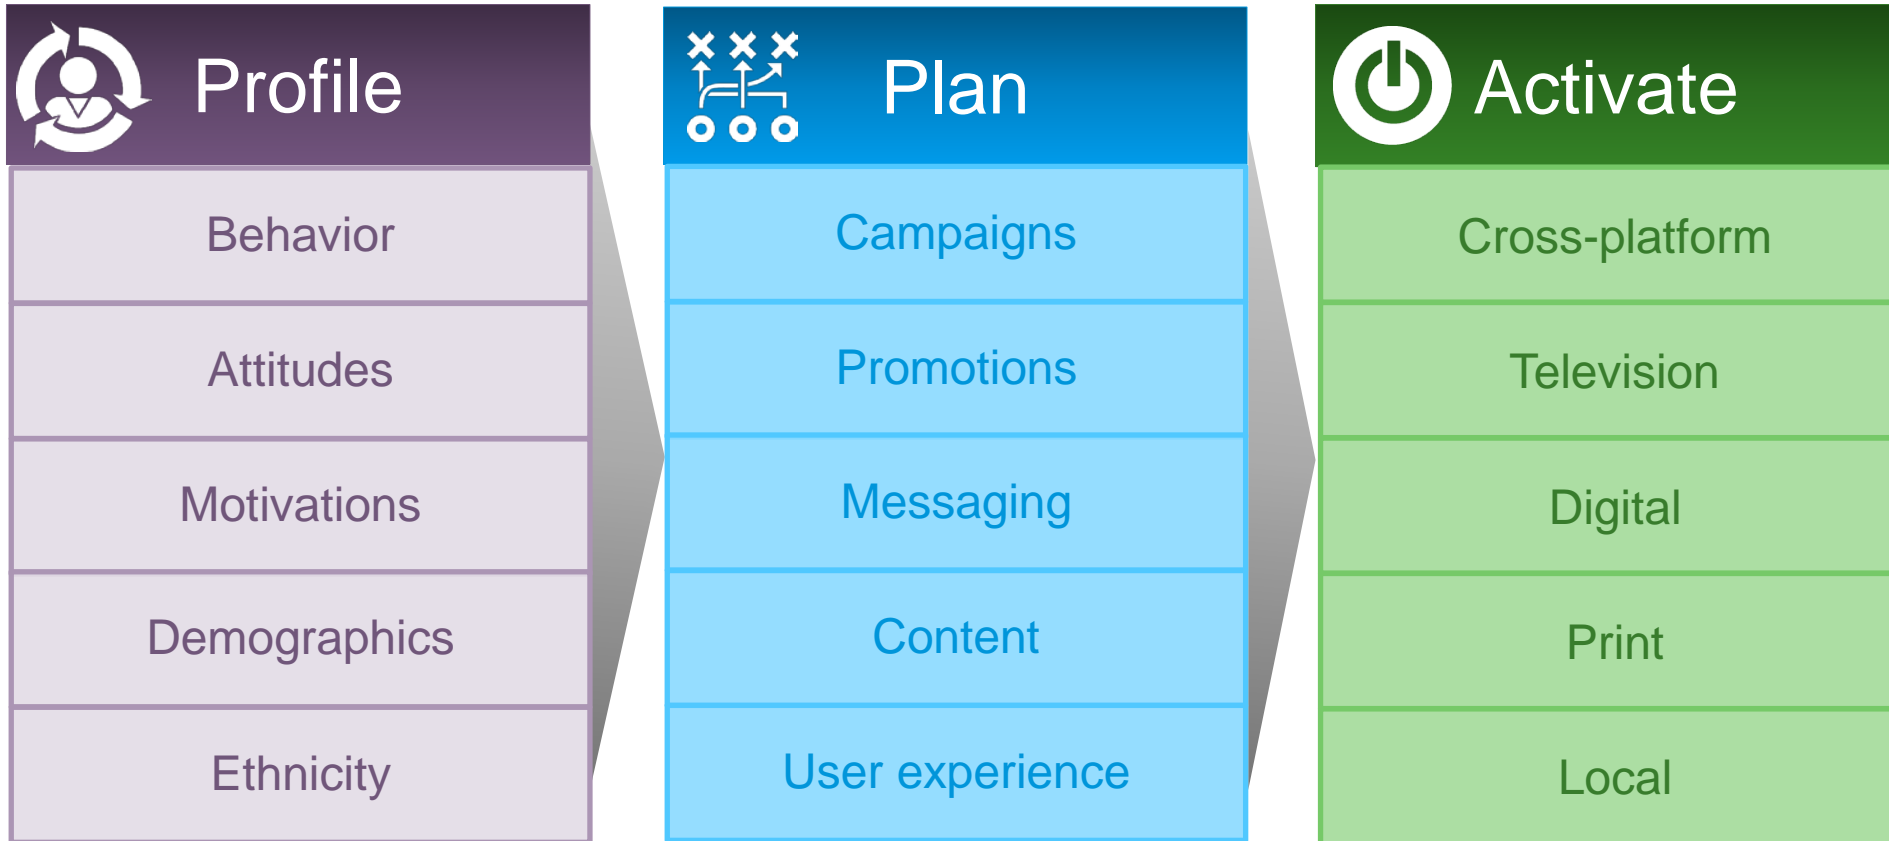 Profile
Behavior
Attitudes
Motivations
Demographics
Ethnicity
Plan
Campaigns
Promotions
Messaging
Content
User experience
Activate
Cross-platform
Television
Digital
Print
Local